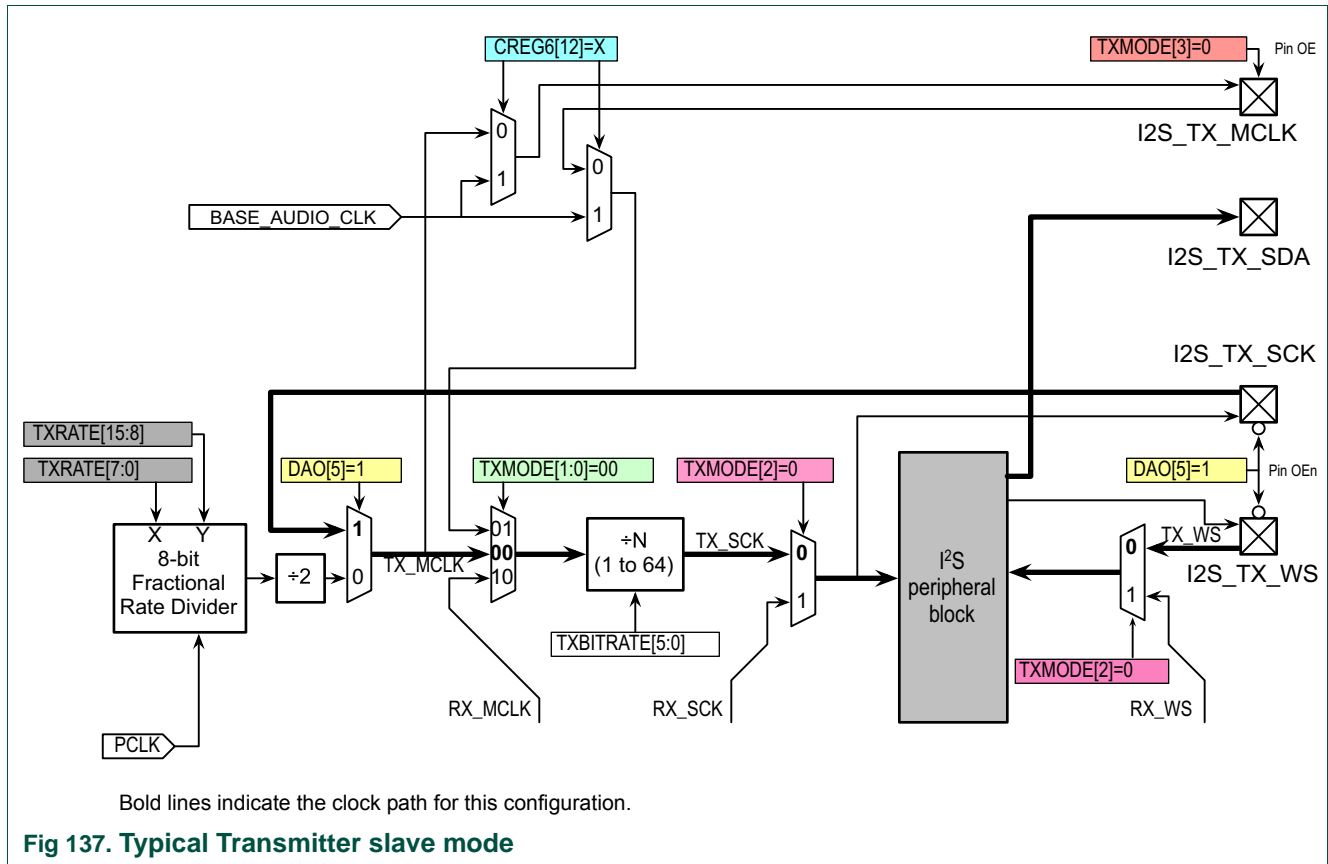 CREG6[12]=X
TXMODE[3]=0
Pin OE
0
1
I2S_TX_MCLK
0
1
BASE_AUDIO_CLK
I2S_TX_SDA
I2S_TX_SCK
TXRATE[15:8]
TXRATE[7:0]
DAO[5]=1
TXMODE[1:0]=00
TXMODE[2]=0
DAO[5]=1
Pin OEn
X Y
8-bit
Fractional
Rate Divider
÷2
1
0
TX_MCLK
01
00
10
÷N
(1 to 64)
TX_SCK
0
1
I²S
peripheral
block
0
1
TX_WS
I2S_TX_WS
TXBITRATE[5:0]
TXMODE[2]=0
RX_MCLK
RX_SCK
RX_WS
PCLK
Bold lines indicate the clock path for this configuration.
Fig 137. Typical Transmitter slave mode